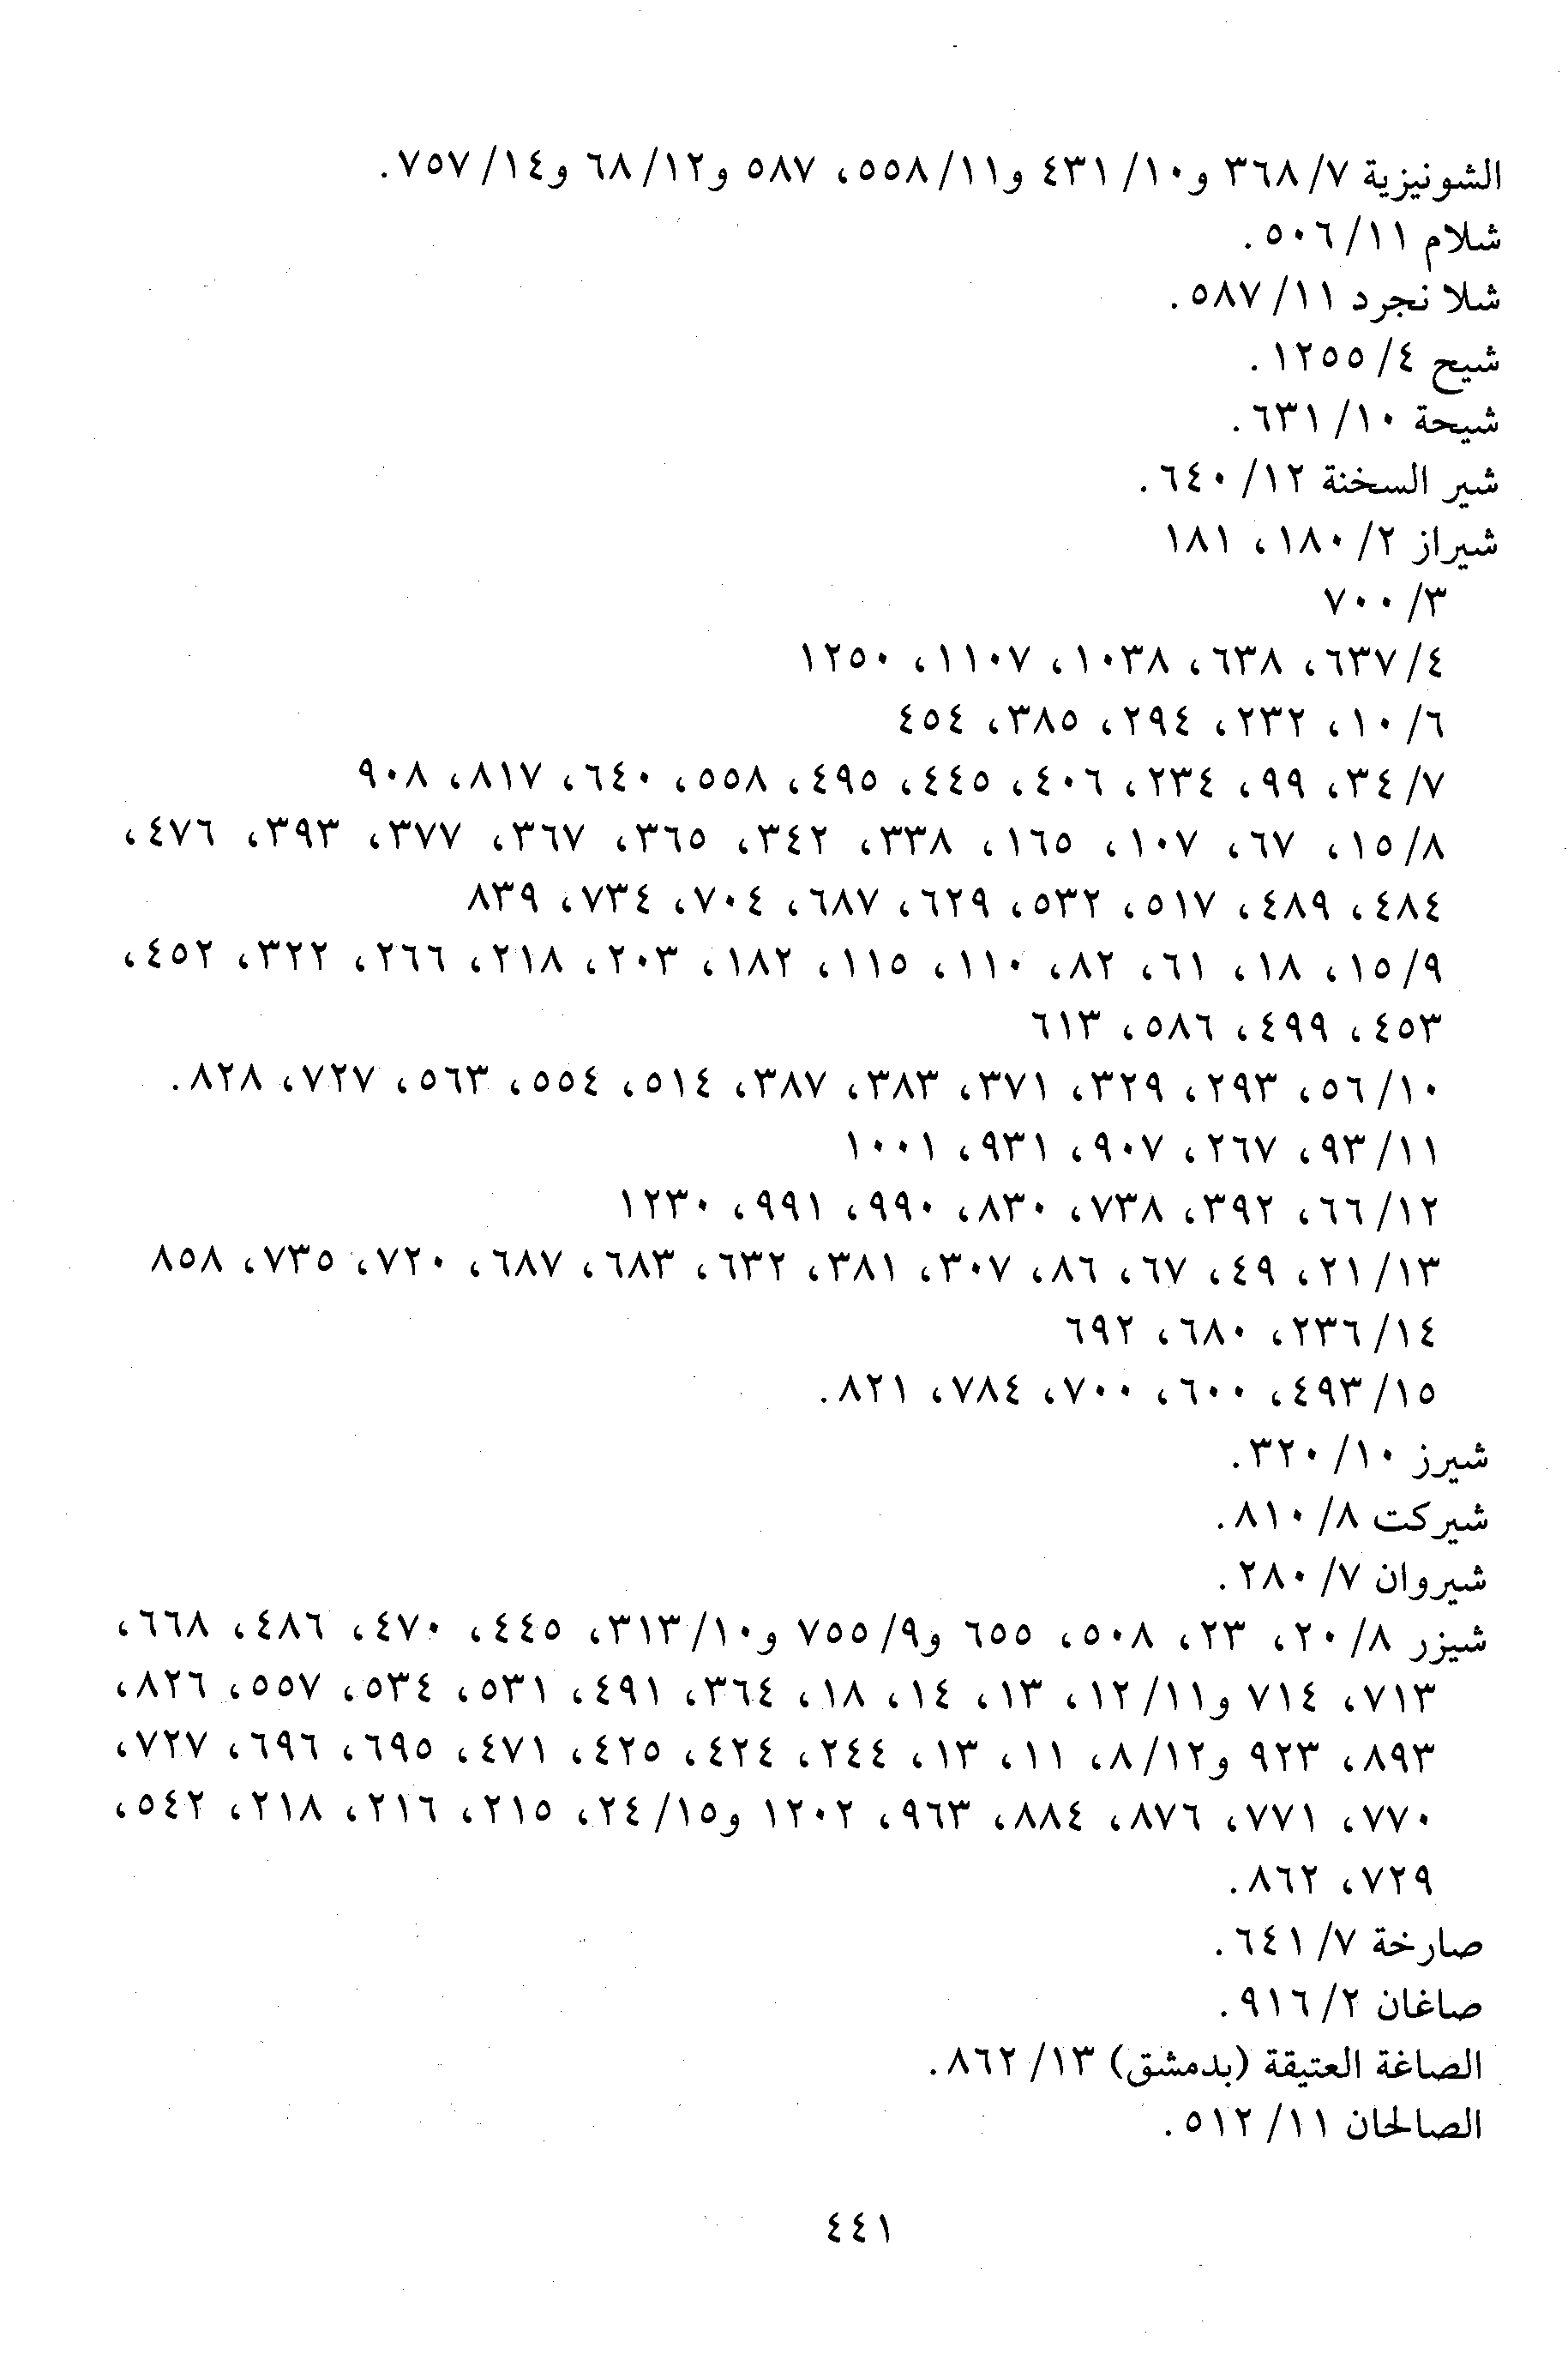 الشونيزية ٧/ ٣٦٨ و١٠/ ٤٣١ و١١/ ٥٥٨، ٥٨٧ و١٢/ ٦٨ و١٤/ ٧٥٧.
شلام ١١/ ٥٠٦.
شلا نجرد ١١/ ٥٨٧.
شيح ٤/ ١٢٥٥.
شيحة ١٠/ ٦٣١.
شير السخنة ١٢/ ٦٤٠.
شيراز ٢/ ١٨٠، ١٨١
٣/ ٧٠٠
٤/ ٦٣٧، ٦٣٨، ١٠٣٨، ١١٠٧، ١٢٥٠
٦/ ١٠، ٢٣٢، ٢٩٤، ٣٨٥، ٤٥٤
٧/ ٣٤، ٩٩، ٢٣٤، ٤٠٦، ٤٤٥، ٤٩٥، ٥٥٨، ٦٤٠، ٨١٧، ٩٠٨
٨/ ١٥، ٦٧، ١٠٧، ١٦٥، ٣٣٨، ٣٤٢، ٣٦٥، ٣٦٧، ٣٧٧، ٣٩٣، ٤٧٦،
٤٨٤، ٤٨٩، ٥١٧، ٥٣٢، ٦٢٩، ٦٨٧، ٧٠٤، ٧٣٤، ٨٣٩
٩/ ١٥، ١٨، ٦١، ٨٢، ١١٠، ١١٥، ١٨٢، ٢٠٣، ٢١٨، ٢٦٦، ٣٢٢، ٤٥٢،
٤٥٣، ٤٩٩، ٥٨٦، ٦١٣
١٠/ ٥٦، ٢٩٣، ٣٢٩، ٣٧١، ٣٨٣، ٣٨٧، ٥١٤، ٥٥٤، ٥٦٣، ٧٢٧، ٨٢٨.
١١/ ٩٣، ٢٦٧، ٩٠٧، ٩٣١، ١٠٠١
١٢/ ٦٦، ٣٩٢، ٧٣٨، ٨٣٠، ٩٩٠، ٩٩١، ١٢٣٠
١٣/ ٢١، ٤٩، ٦٧، ٨٦، ٣٠٧، ٣٨١، ٦٣٢، ٦٨٣، ٦٨٧، ٧٢٠، ٧٣٥، ٨٥٨
١٤/ ٢٣٦، ٦٨٠، ٦٩٢
١٥/ ٤٩٣، ٦٠٠، ٧٠٠، ٧٨٤، ٨٢١.
شيرز ١٠/ ٣٢٠.
شيركت ٨/ ٨١٠.
شيروان ٧/ ٢٨٠.
شيزر ٨/ ٢٠، ٢٣، ٥٠٨، ٦٥٥ و٩/ ٧٥٥ و١٠/ ٣١٣، ٤٤٥، ٤٧٠، ٤٨٦، ٦٦٨،
٧١٣، ٧١٤ و١١/ ١٢، ١٣، ١٤، ١٨، ٣٦٤، ٤٩١، ٥٣١، ٥٣٤، ٥٥٧، ٨٢٦،
٨٩٣، ٩٢٣ و١٢/ ٨، ١١، ١٣، ٢٤٤، ٤٢٤، ٤٢٥، ٤٧١، ٦٩٥، ٦٩٦، ٧٢٧،
٧٧٠، ٧٧١، ٨٧٦، ٨٨٤، ٩٦٣، ١٢٠٢ و١٥/ ٢٤، ٢١٥، ٢١٦، ٢١٨، ٥٤٢،
٧٢٩، ٨٦٢.
صارخة ٧/ ٦٤١.
صاغان ٢/ ٩١٦.
الصاغة العتيقة (بدمشق) ١٣/ ٨٦٢.
الصالحان ١١/ ٥١٢.
٤٤١